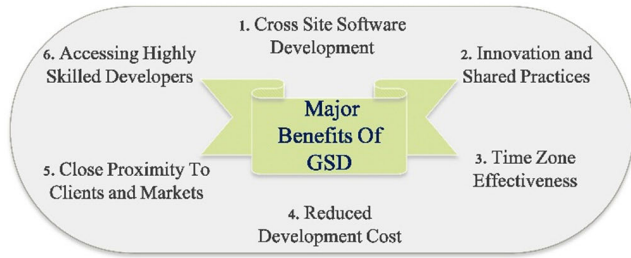 1. Cross Site Software
Development
2. Innovation and
Shared Practices
3. Time Zone
Effectiveness
4. Reduced
Development Cost
5. Close Proximity To
Clients and Markets
6. Accessing Highly
Skilled Developers
Major
Benefits Of
GSD